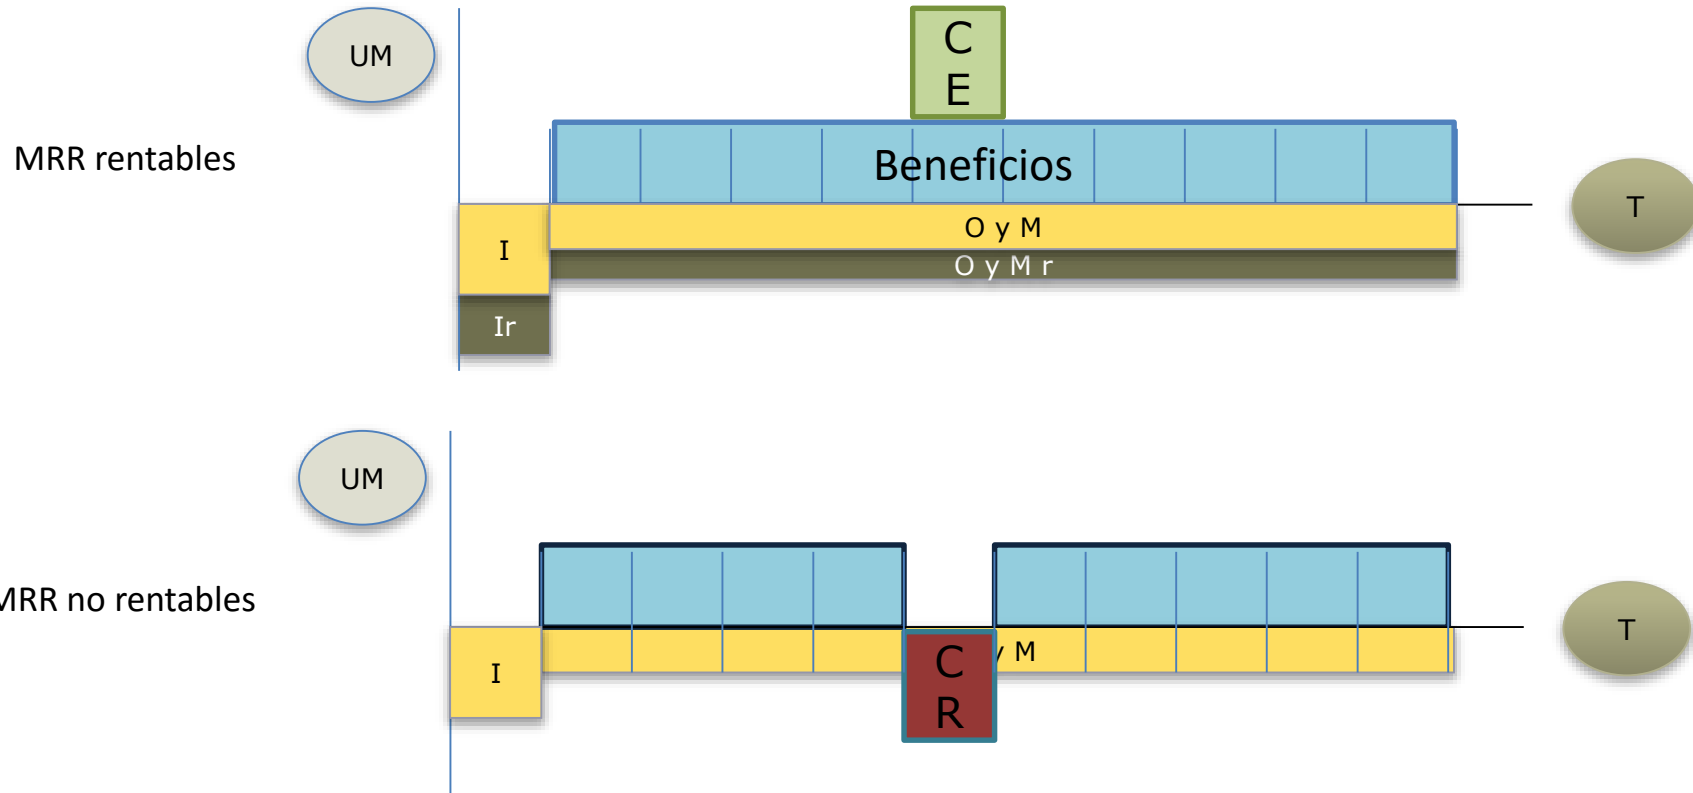 UM
C
E
MRR rentables
Beneficios
T
O y M
I
O y M r
Ir
UM
MRR no rentables
T
y M
C
I
R